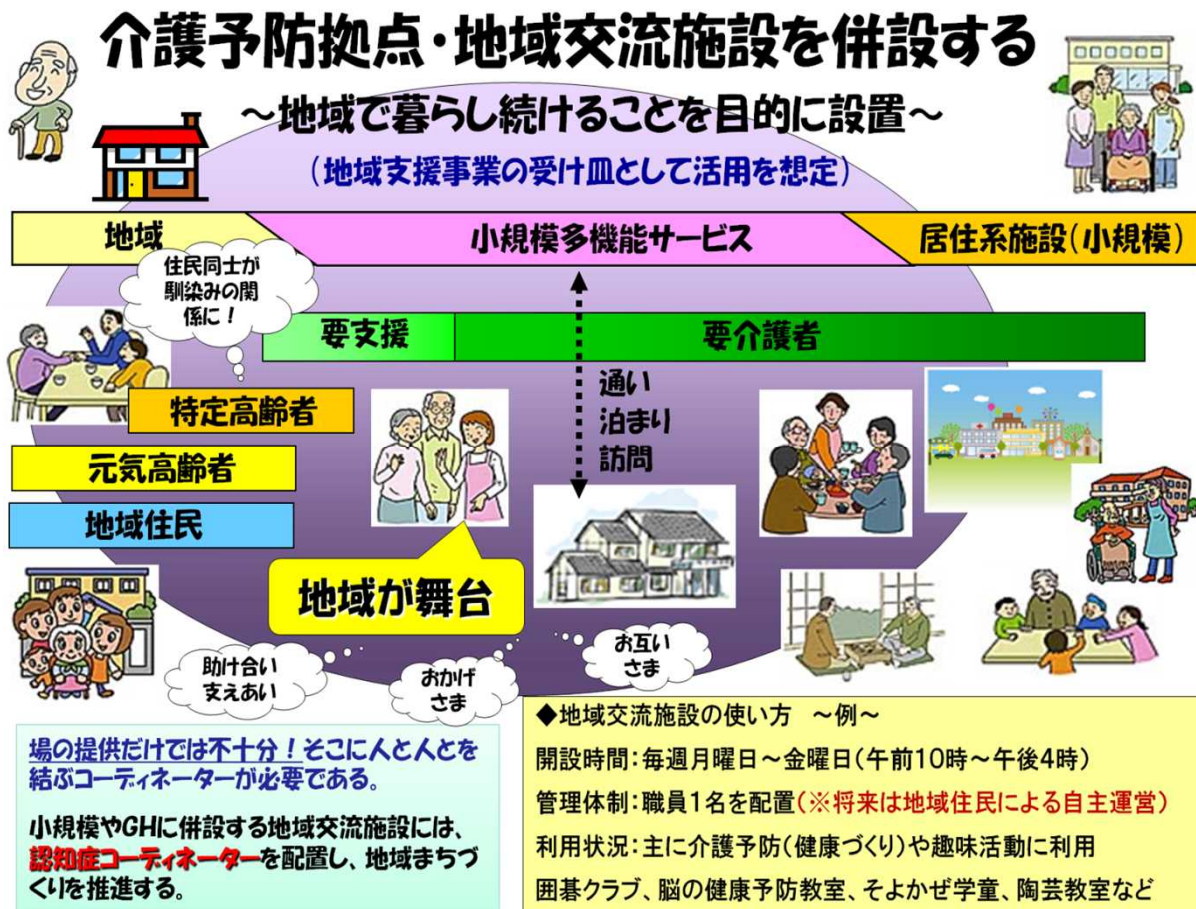 介護予防拠点・地域交流施設を併設する
～地域で暮らし続けることを目的に設置～
(地域支援事業の受け皿として活用を想定)
地域
小規模多機能サービス
居住系施設(小規模)
住民同士が
馴染みの関
係に！
要支援
要介護者
通い
泊まり
訪問
特定高齢者
元気高齢者
地域住民
地域が舞台
助け合い
支えあい
おかげ
さま
お互い
さま
場の提供だけでは不十分！そこに人と人とを
結ぶコーディネーターが必要である。
小規模やGHに併設する地域交流施設には、
認知症コーディネーターを配置し、地域まちづ
くりを推進する。
◆地域交流施設の使い方 ～例～
開設時間：毎週月曜日～金曜日(午前10時～午後4時)
管理体制：職員1名を配置(※将来は地域住民による自主運営)
利用状況：主に介護予防(健康づくり)や趣味活動に利用
囲碁クラブ、脳の健康予防教室、そよかぜ学童、陶芸教室など